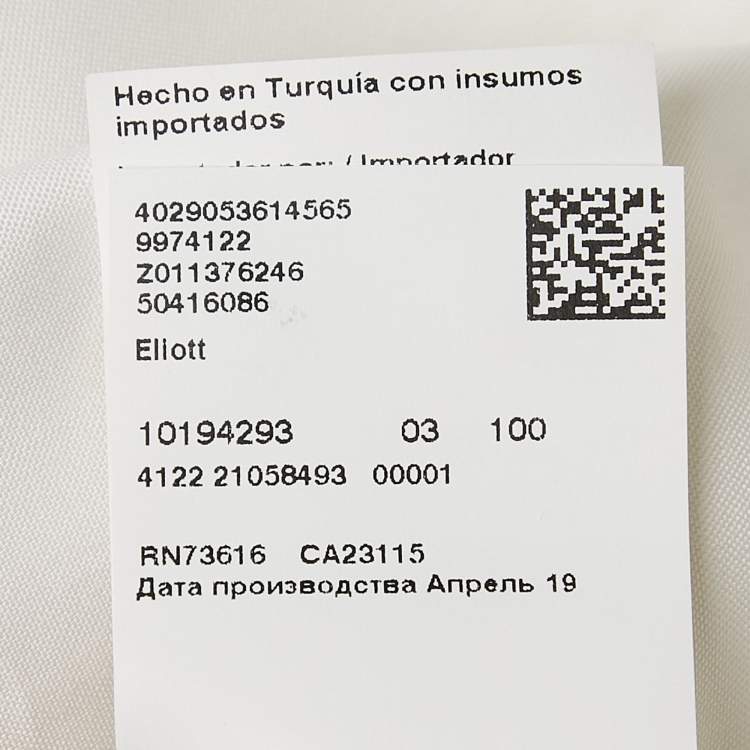 Hecho en Turquía con insumos
importados
/ Importador
4029053614565
9974122
Z011376246
50416086
Eliott
10194293 03 100
4122 21058493 00001
RN73616 CA23115
Дата производства Апрель 19